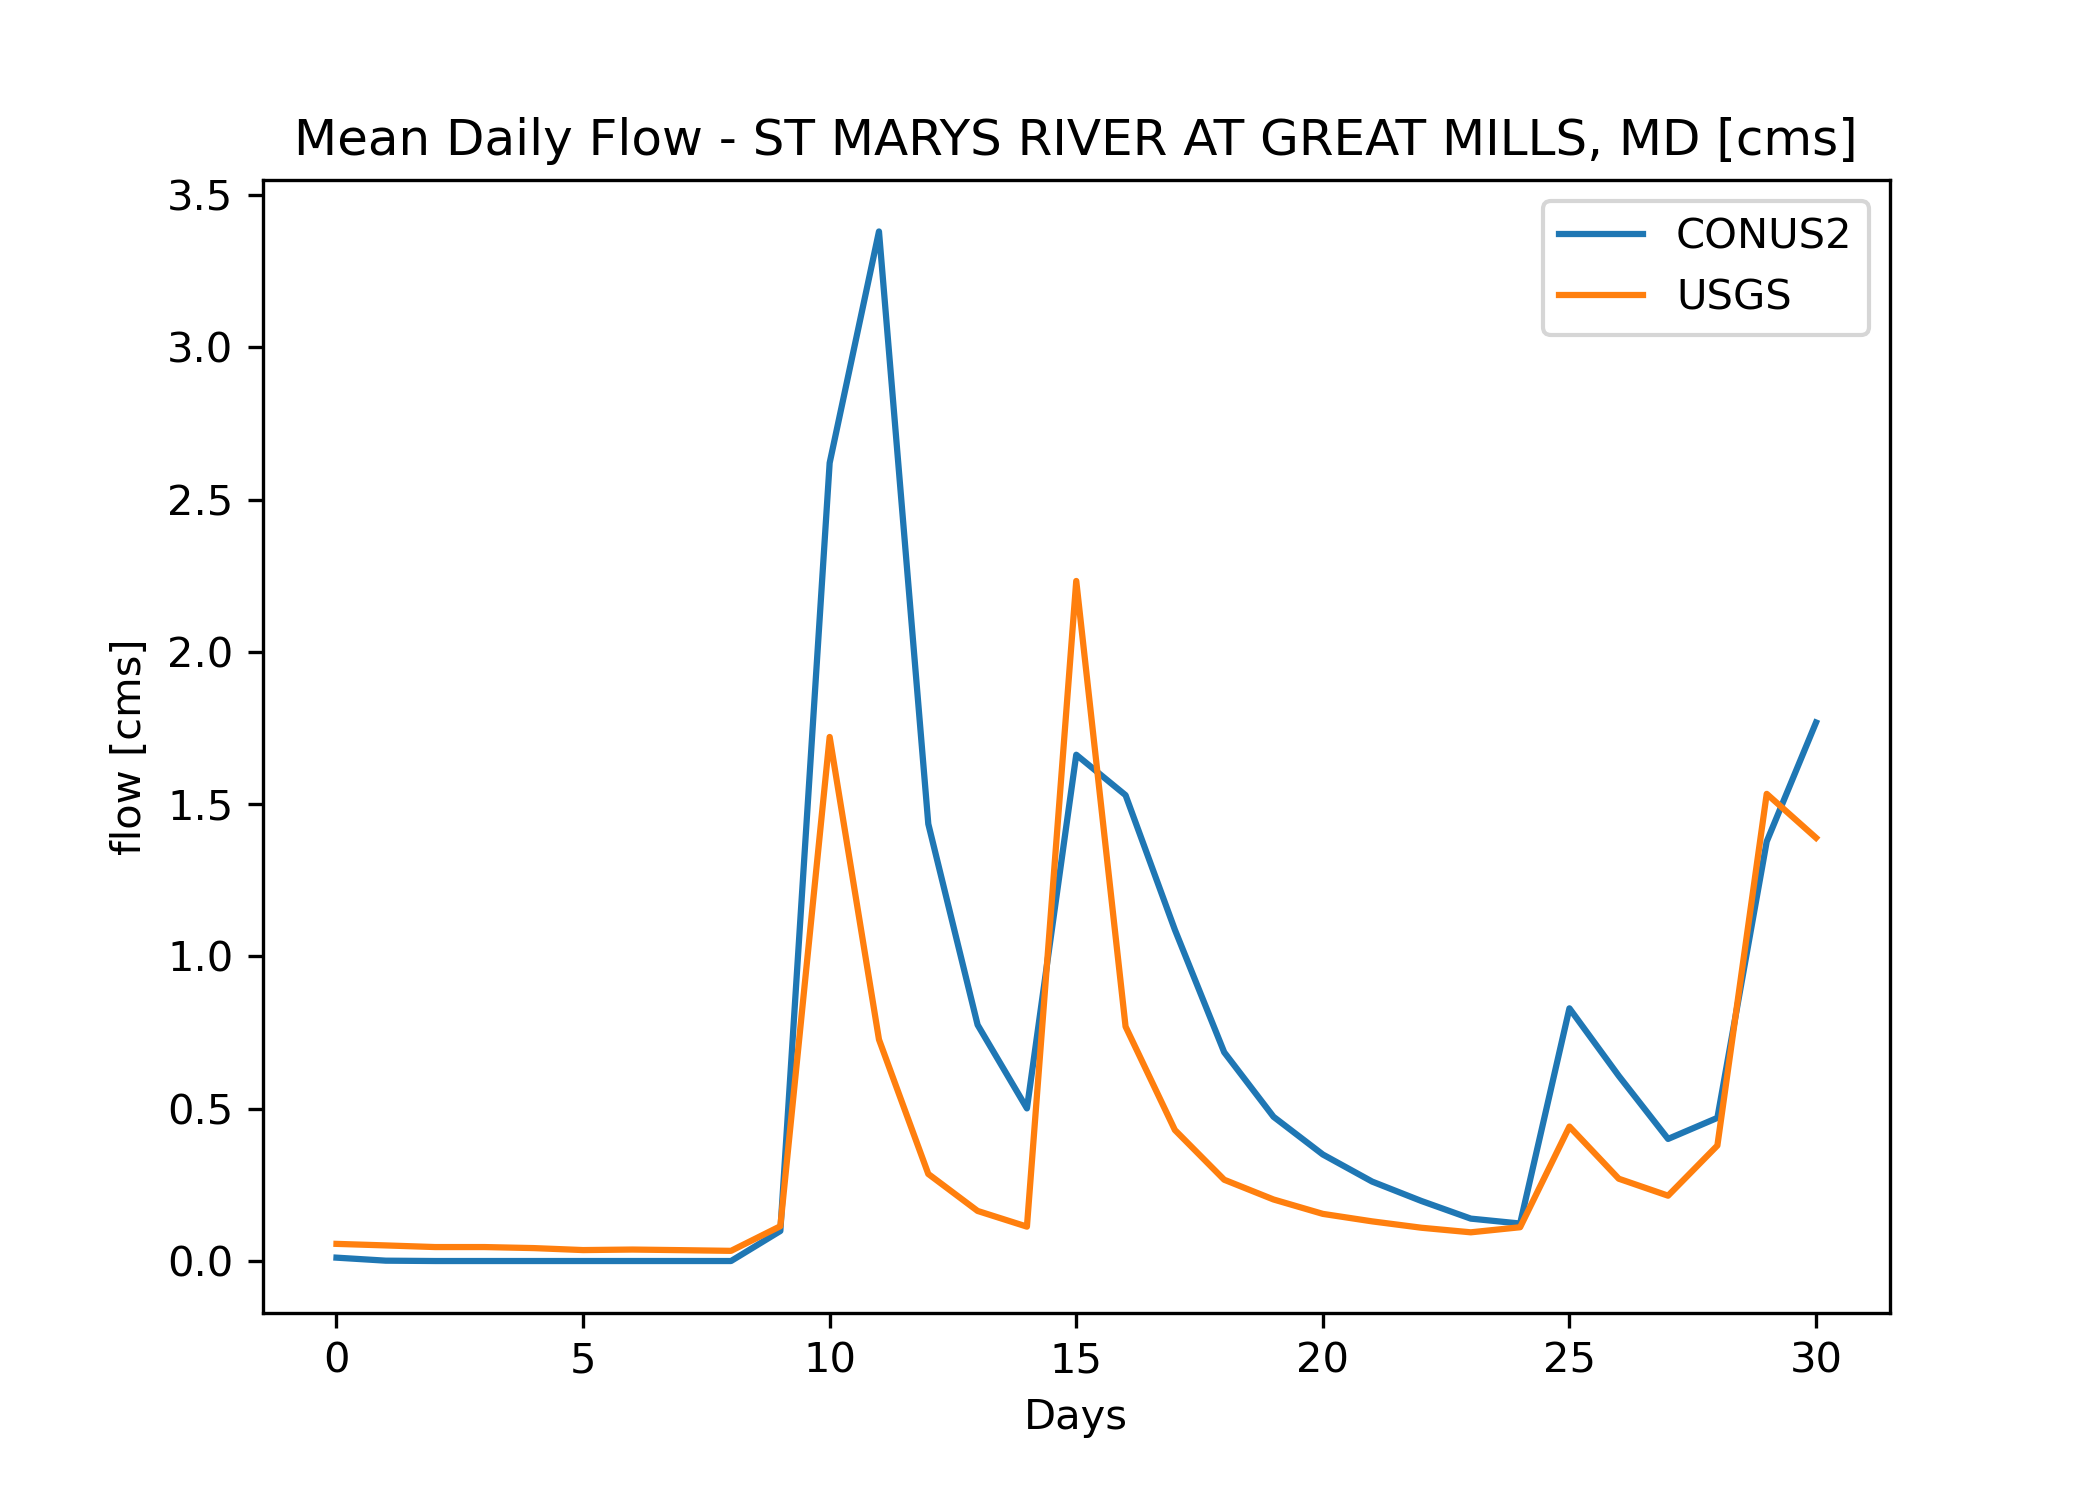 Mean Daily Flow - ST MARYS RIVER AT GREAT MILLS, MD [cms]
CONUS2
USGS
flow [cms]
3.5
3.0
2.5
2.0
1.5
1.0
0.5
0.0
0 5 10 15 20 25 30
Days